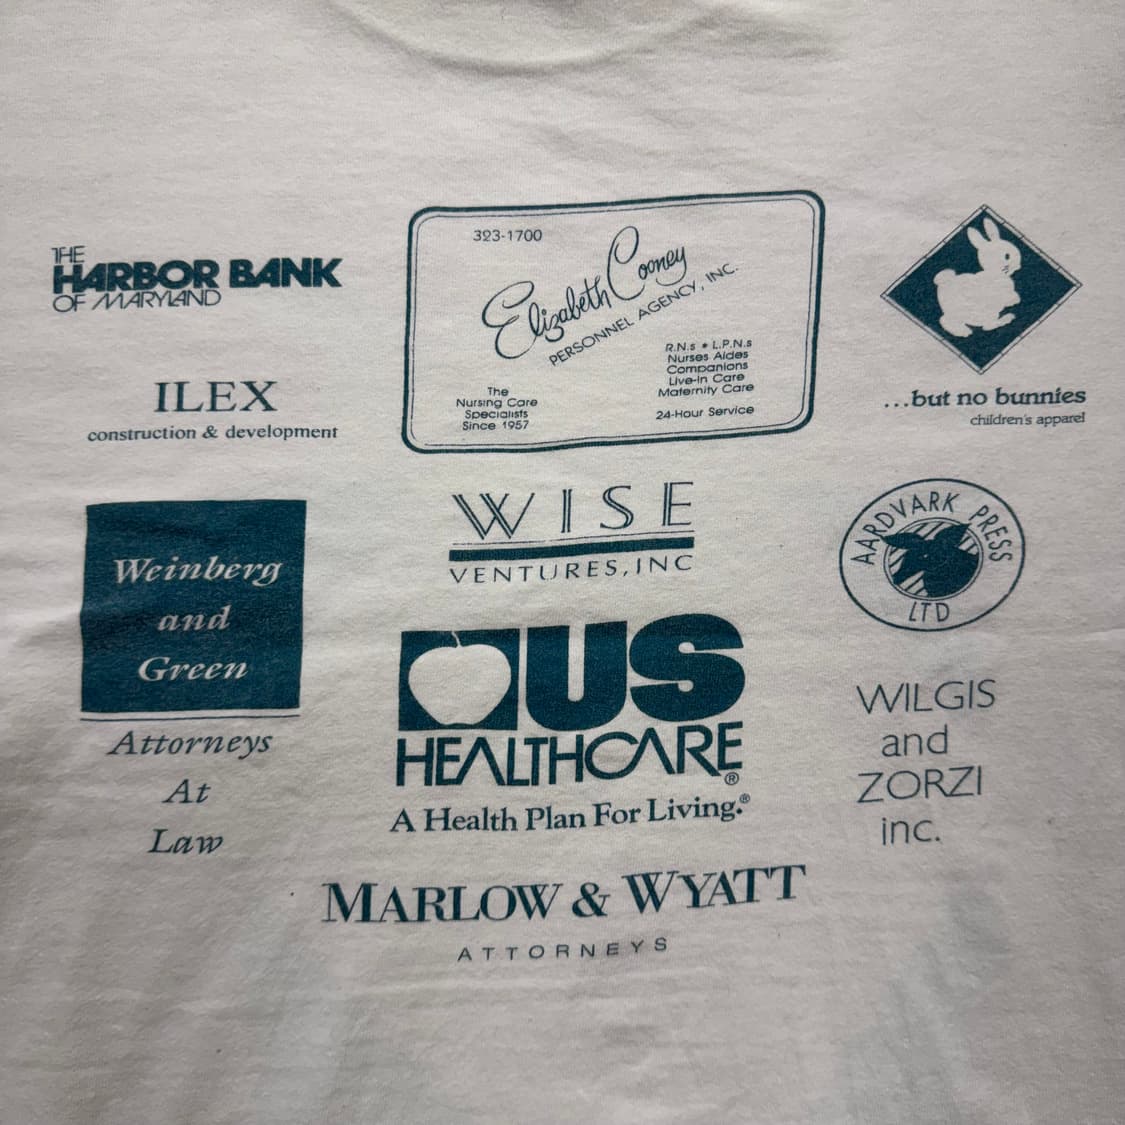 THE
HARBOR BANK
OF MARYLAND
ILEX
construction & development
323-1700
Elizabeth Cooney
PERSONNEL AGENCY, INC.
R.N.s * L.P.N.s
Nurses Aides
Companions
Live-In Care
Maternity Care
24-Hour Service
The
Nursing Care
Specialists
Since 1957
...but no bunnies
children's apparel
Weinberg
and
Green
Attorneys
At
Law
WISE
VENTURES, INC
AARDVARK PRESS
LTD
US
HEALTHCARE®
A Health Plan For Living.®
WILGIS
and
ZORZI
inc.
MARLOW & WYATT
ATTORNEYS